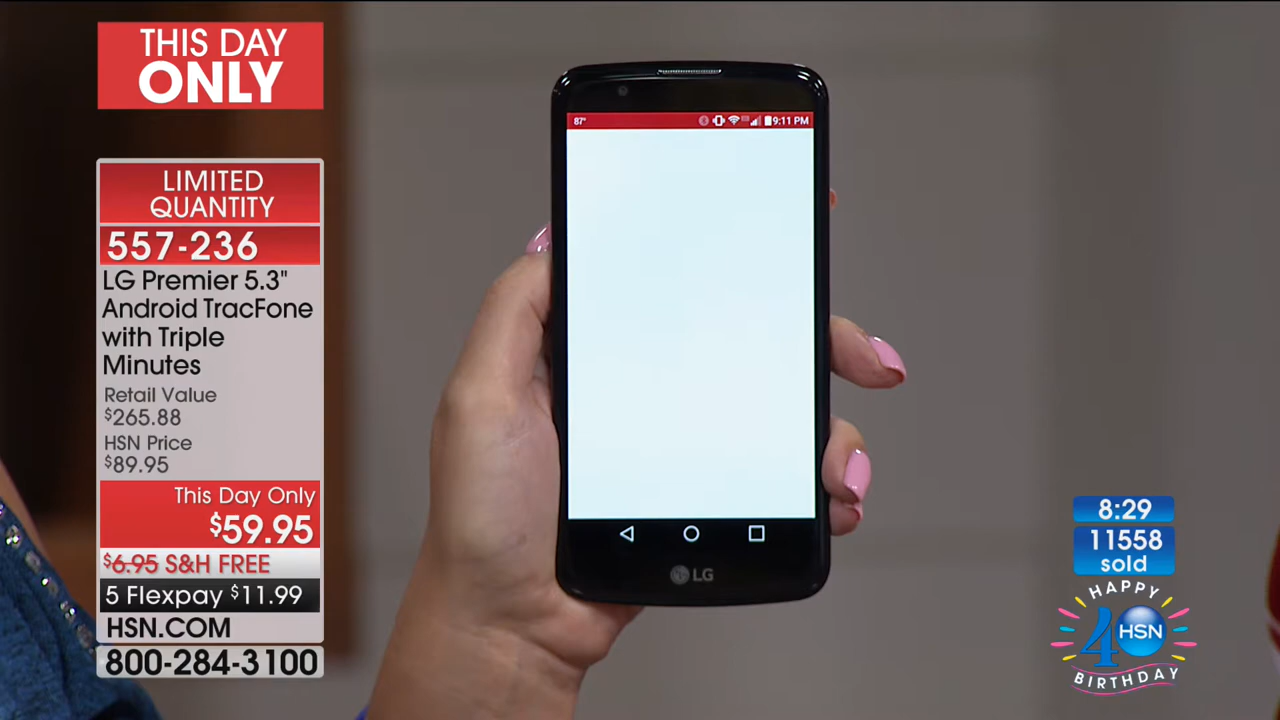 THIS DAY
ONLY
LIMITED
QUANTITY
557-236
LG Premier 5.3"
Android TracFone
with Triple
Minutes
Retail Value
$265.88
HSN Price
$89.95
This Day Only
$59.95
$6.95 S&H FREE
5 Flexpay $11.99
HSN.COM
800-284-3100
87°
9:11 PM
LG
8:29
11558
sold
HAPPY
40 HSN
BIRTHDAY